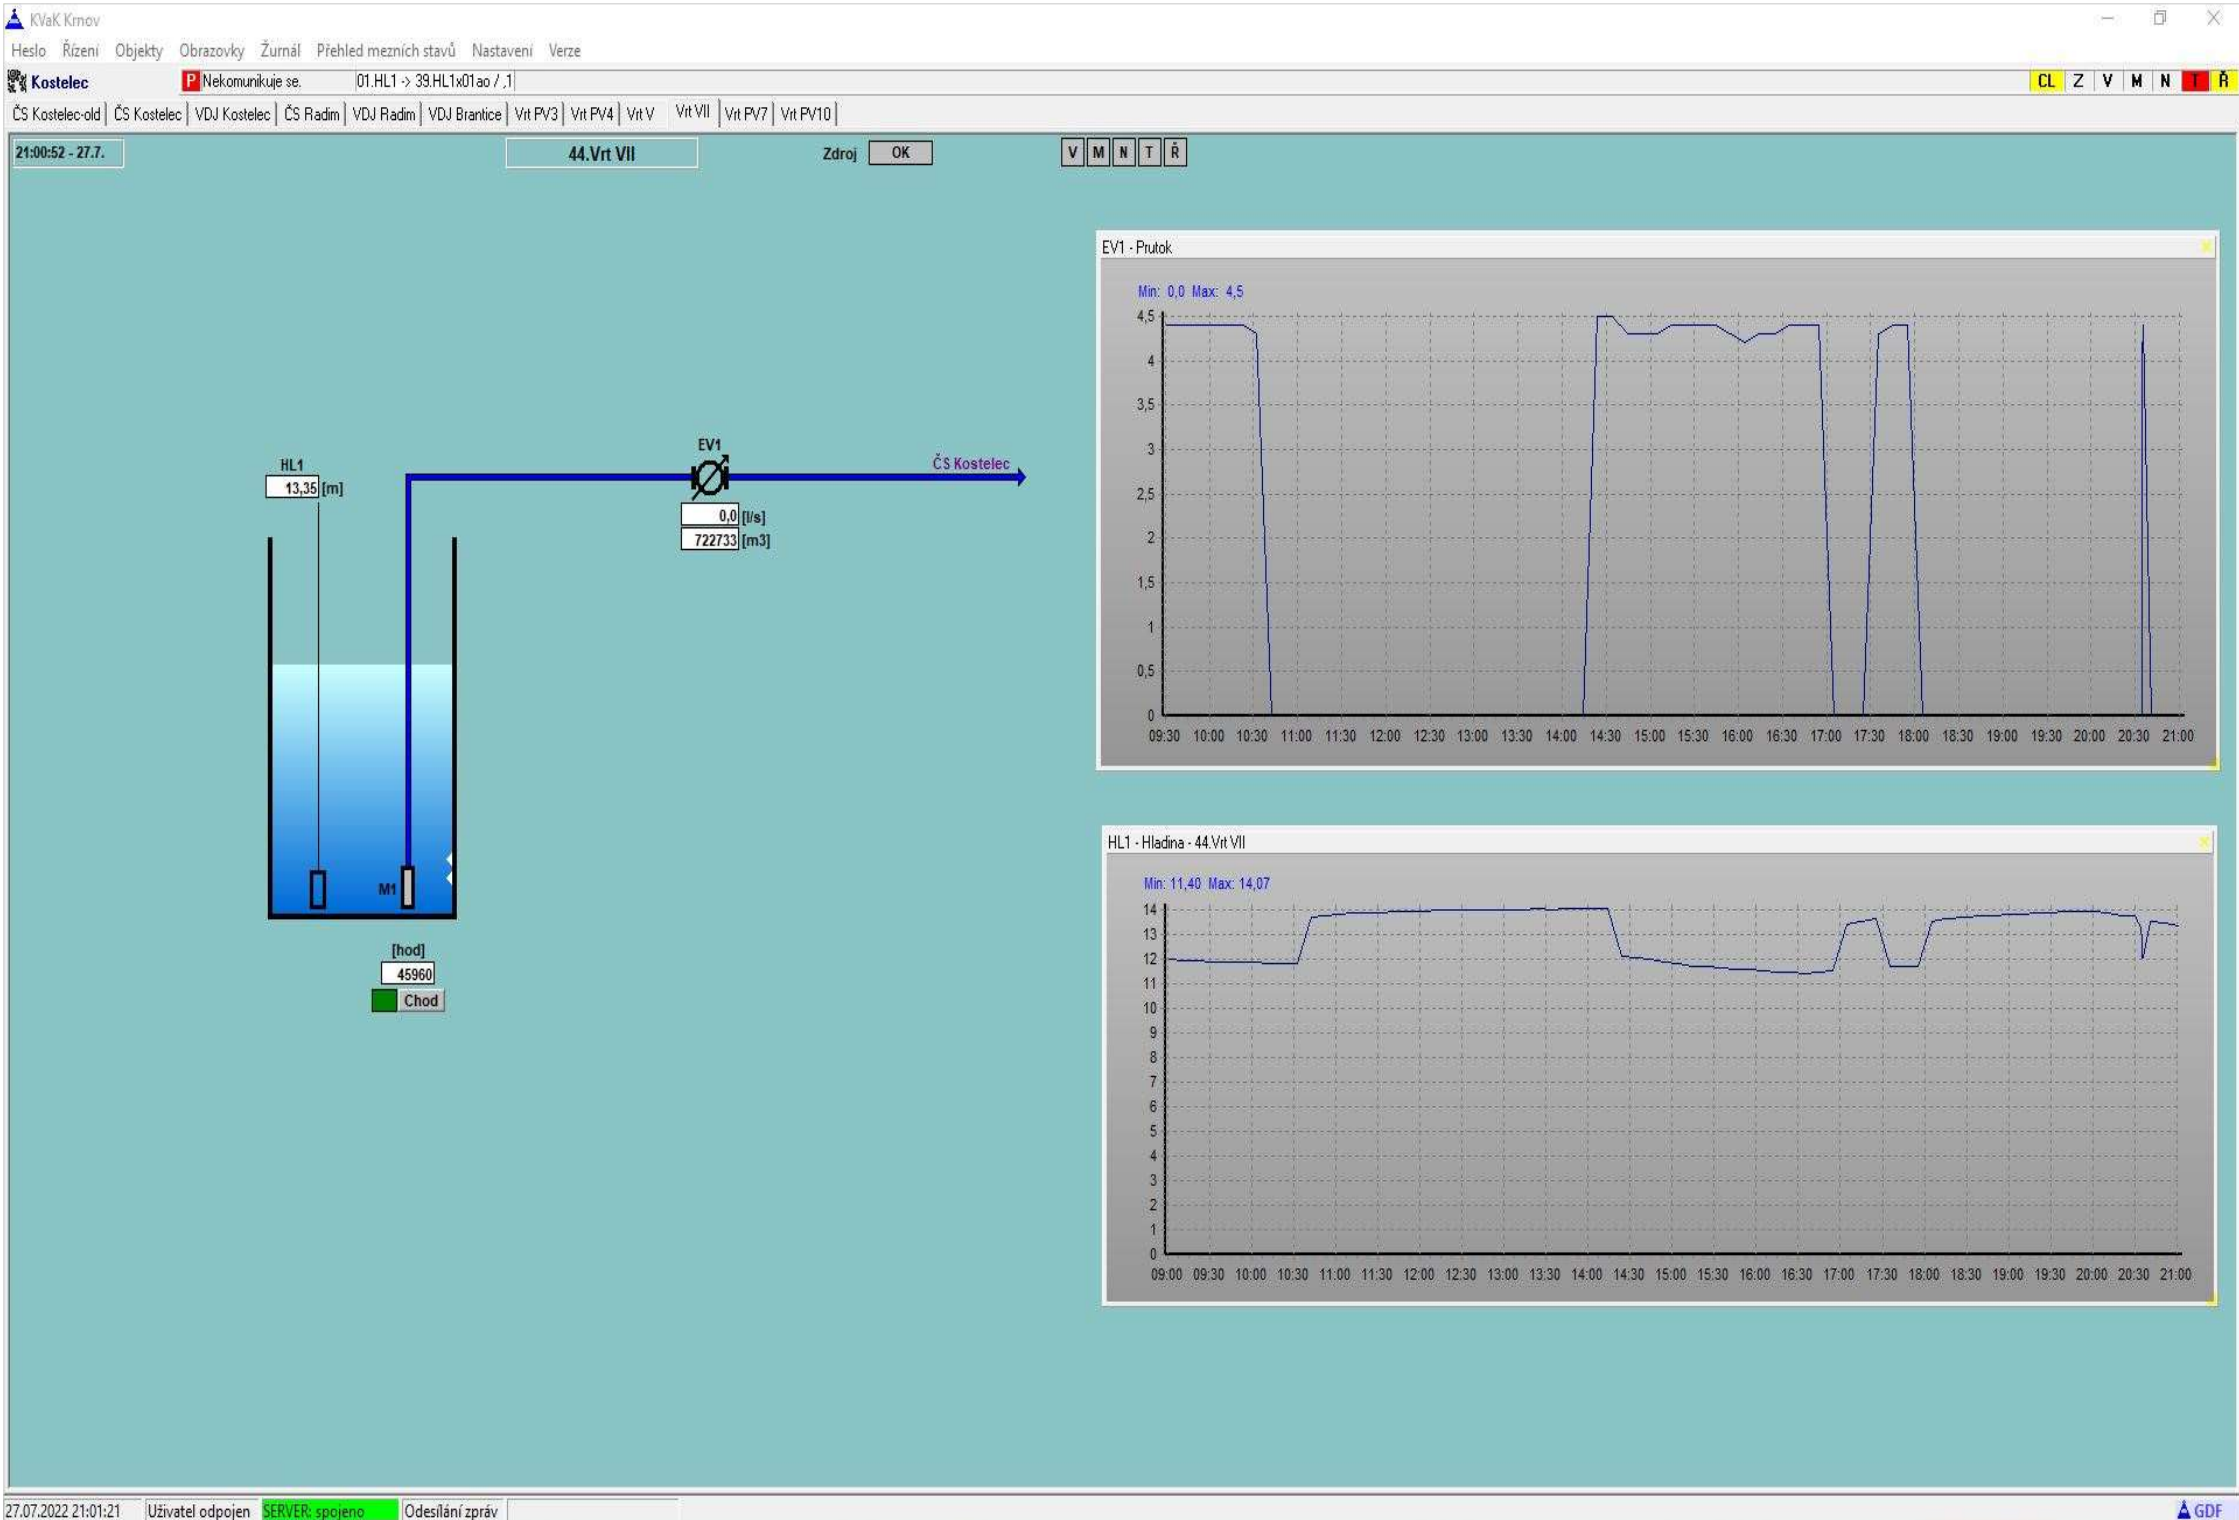 KVaK Krnov
Heslo Řízení Objekty Obrazovky Žurnál Přehled mezních stavů Nastavení Verze
Kostelec P Nekomunikuje se. 01.HL1 -> 39.HL1x01ao / ,1 CL Z V M N T Ř
ČS Kostelec-old ČS Kostelec VDJ Kostelec ČS Radim VDJ Radim VDJ Brantice Vrt PV3 Vrt PV4 Vrt V Vrt VII Vrt PV7 Vrt PV10
21:00:52 - 27.7. 44.Vrt VII Zdroj OK V M N T Ř
EV1 - Prutok
Min: 0,0 Max: 4,5
4,5
4
3,5
3
2,5
2
1,5
1
0,5
0
09:30 10:00 10:30 11:00 11:30 12:00 12:30 13:00 13:30 14:00 14:30 15:00 15:30 16:00 16:30 17:00 17:30 18:00 18:30 19:00 19:30 20:00 20:30 21:00
EV1
ČS Kostelec
HL1
13,35 [m]
0,0 [l/s]
722733 [m3]
M1
[hod]
45960
Chod
HL1 - Hladina - 44.Vrt VII
Min: 11,40 Max: 14,07
14
13
12
11
10
9
8
7
6
5
4
3
2
1
0
09:00 09:30 10:00 10:30 11:00 11:30 12:00 12:30 13:00 13:30 14:00 14:30 15:00 15:30 16:00 16:30 17:00 17:30 18:00 18:30 19:00 19:30 20:00 20:30 21:00
27.07.2022 21:01:21 Uživatel odpojen SERVER: spojeno Odesílání zpráv GDF